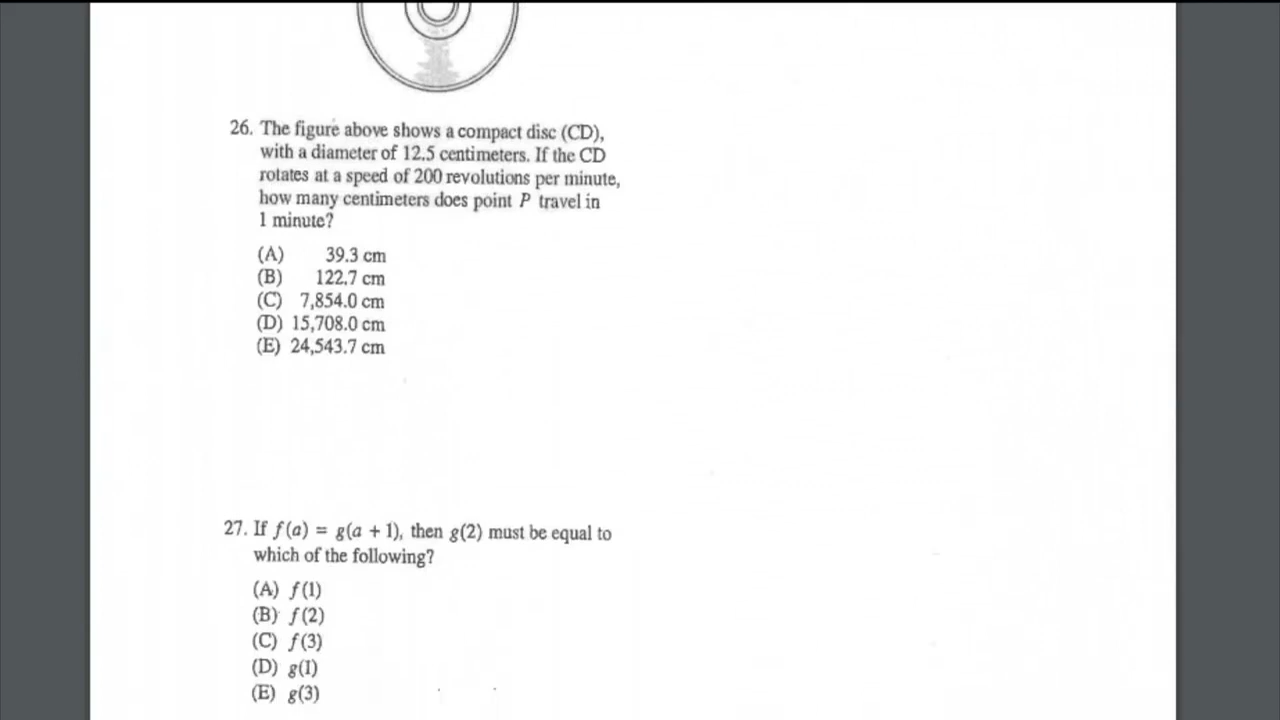 26. The figure above shows a compact disc (CD),
with a diameter of 12.5 centimeters. If the CD
rotates at a speed of 200 revolutions per minute,
how many centimeters does point P travel in
1 minute?
(A) 39.3 cm
(B) 122.7 cm
(C) 7,854.0 cm
(D) 15,708.0 cm
(E) 24,543.7 cm
27. If f(a) = g(a + 1), then g(2) must be equal to
which of the following?
(A) f(1)
(B) f(2)
(C) f(3)
(D) g(1)
(E) g(3)